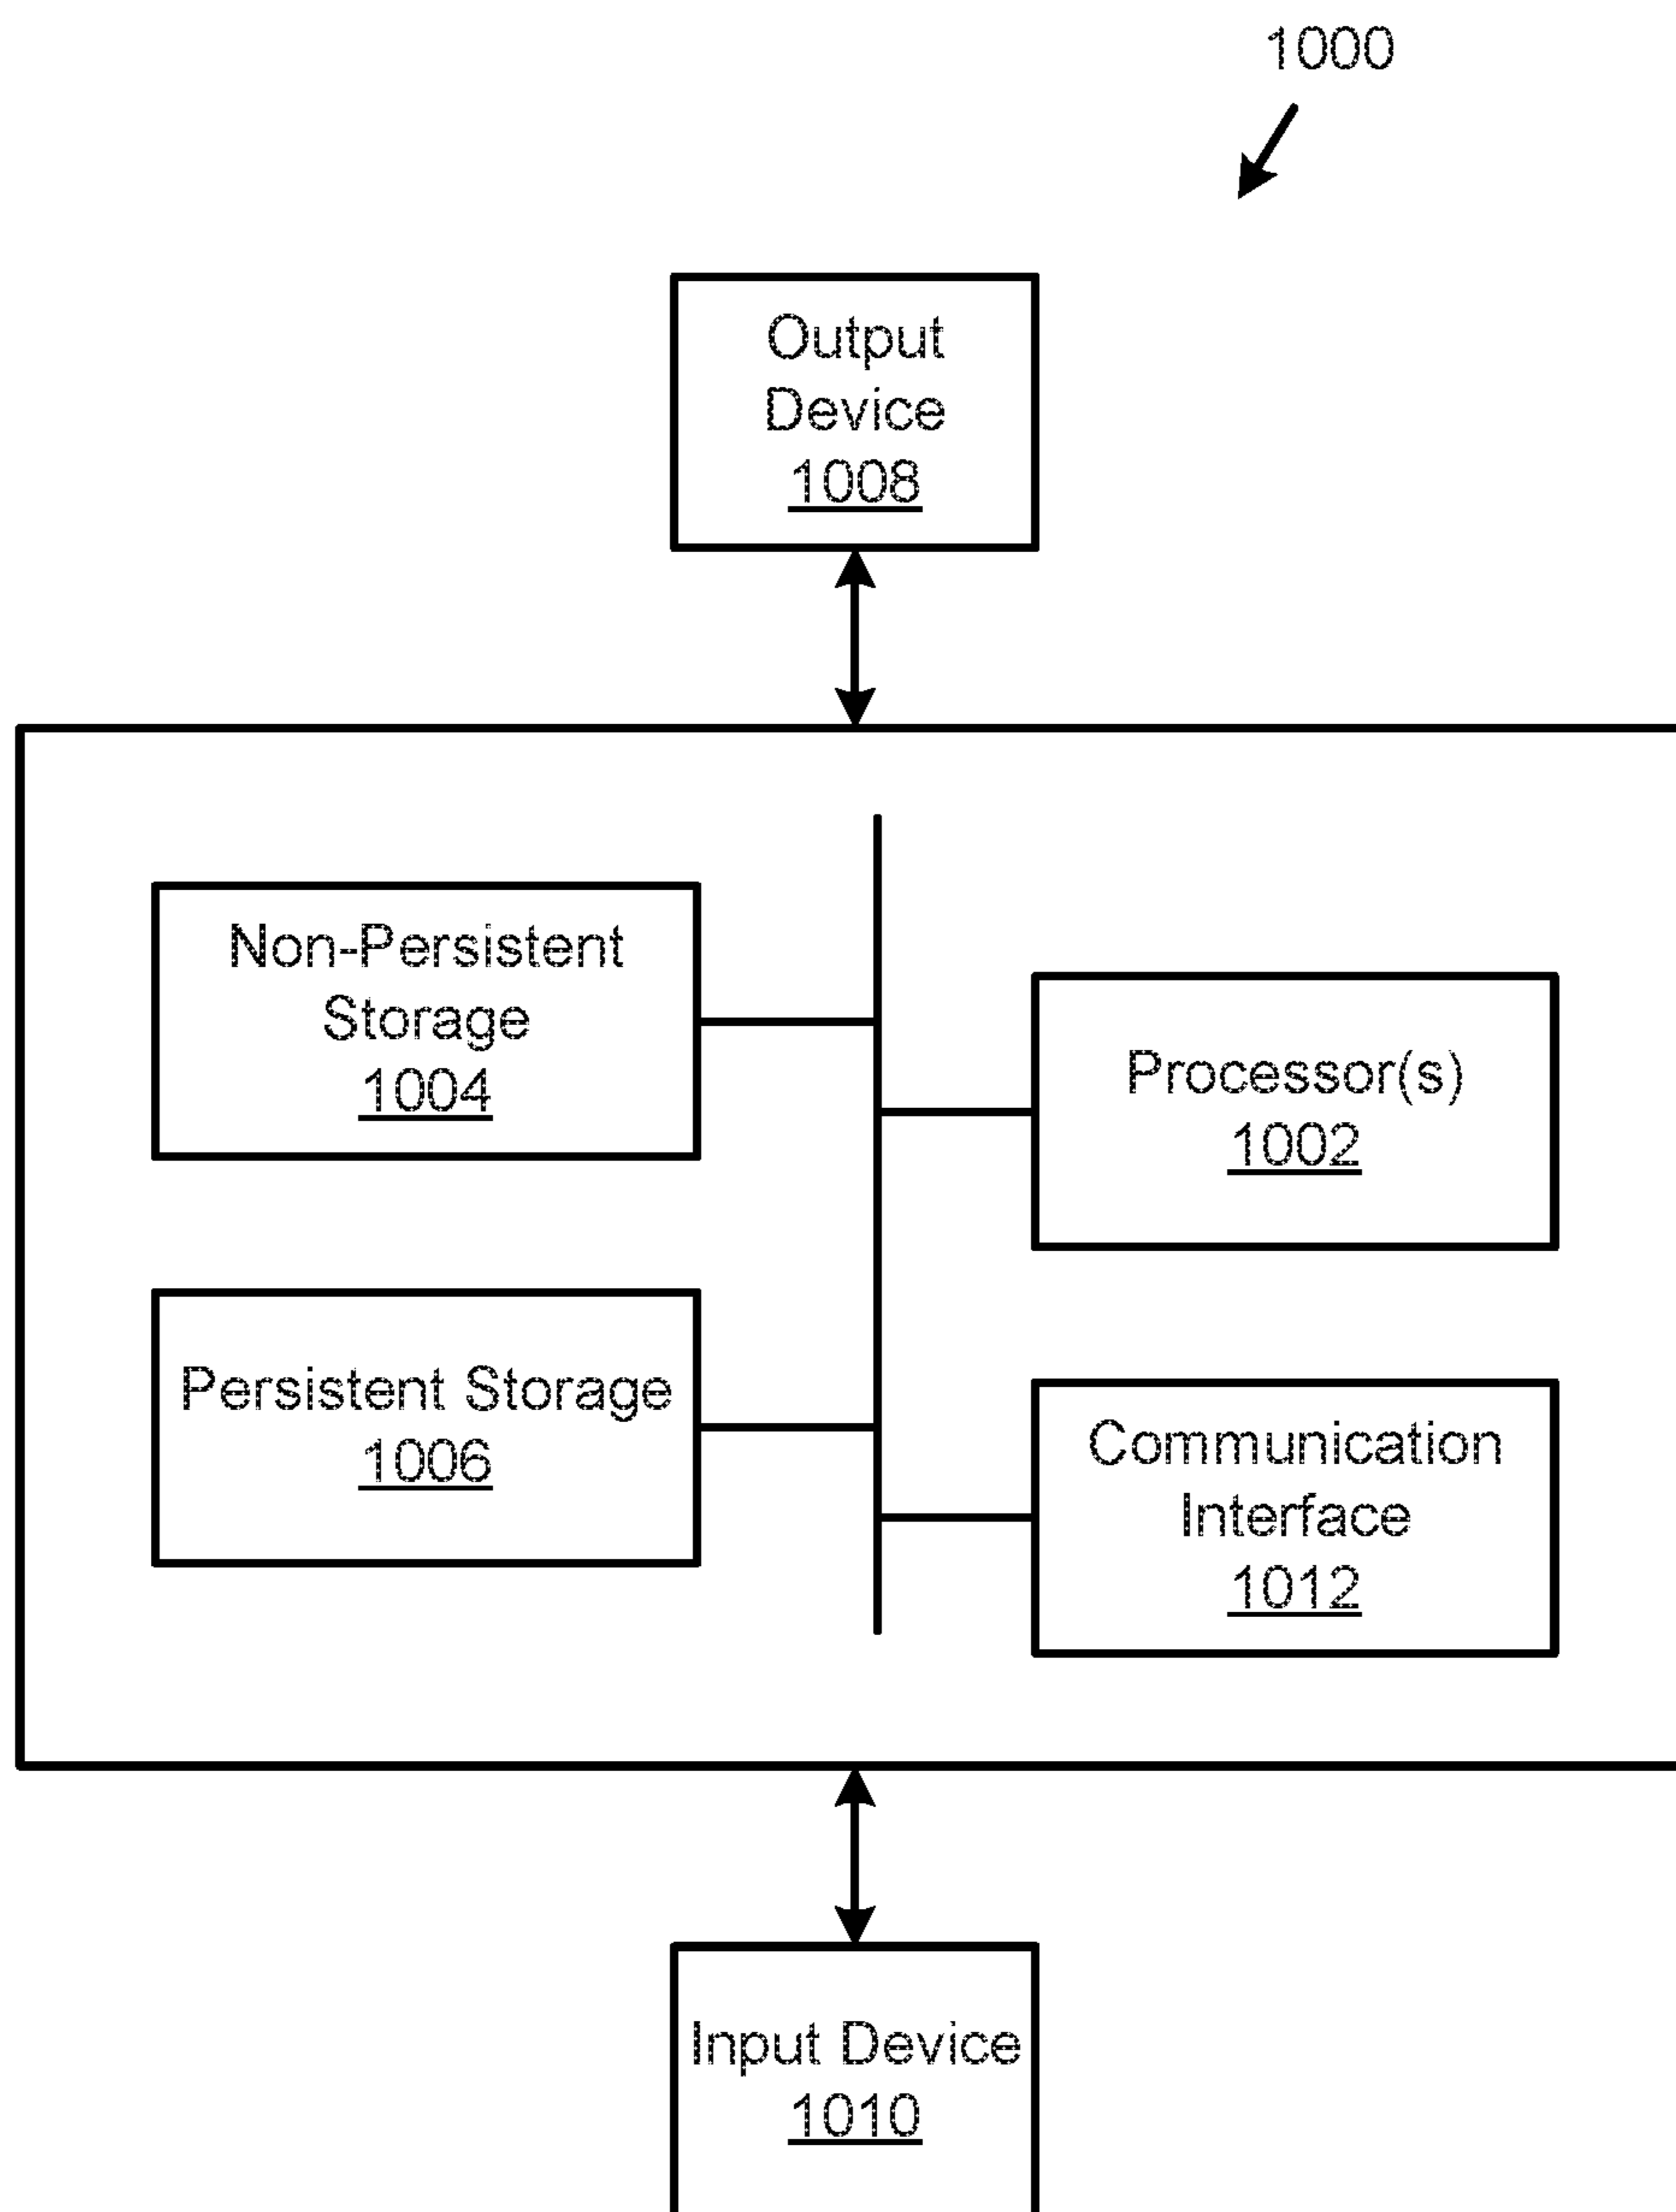 1000
Output
Device
1008
Non-Persistent
Storage
1004
Processor(s)
1002
Persistent Storage
1006
Communication
Interface
1012
Input Device
1010